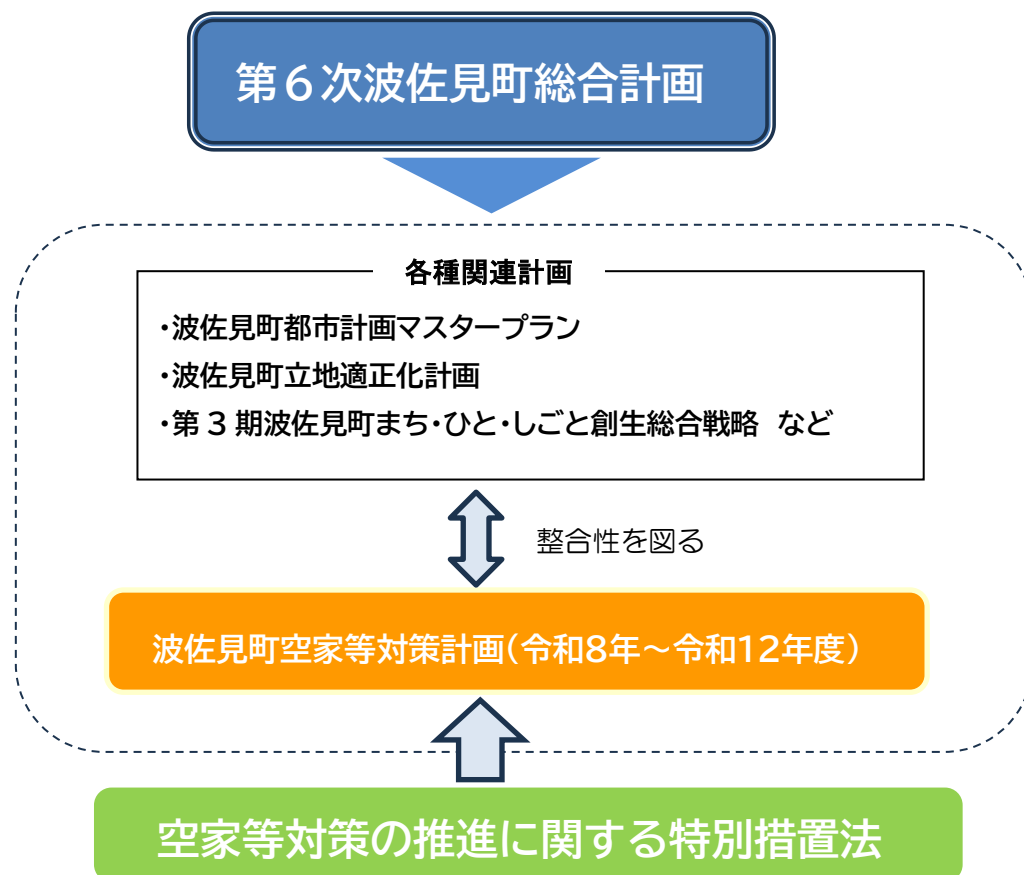 第6次波佐見町総合計画
各種関連計画
・波佐見町都市計画マスタープラン
・波佐見町立地適正化計画
・第3期波佐見町まち・ひと・しごと創生総合戦略 など
整合性を図る
波佐見町空家等対策計画(令和8年～令和12年度)
空家等対策の推進に関する特別措置法